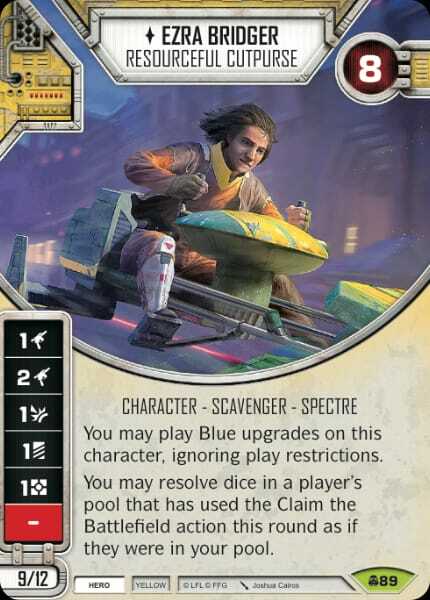 EZRA BRIDGER
RESOURCEFUL CUTPURSE
8
1
2
1
1
1
-
9/12
CHARACTER - SCAVENGER - SPECTRE
You may play Blue upgrades on this
character, ignoring play restrictions.
You may resolve dice in a player's
pool that has used the Claim the
Battlefield action this round as if
they were in your pool.
HERO
YELLOW
© LFL © FFG
Joshua Cairos
89